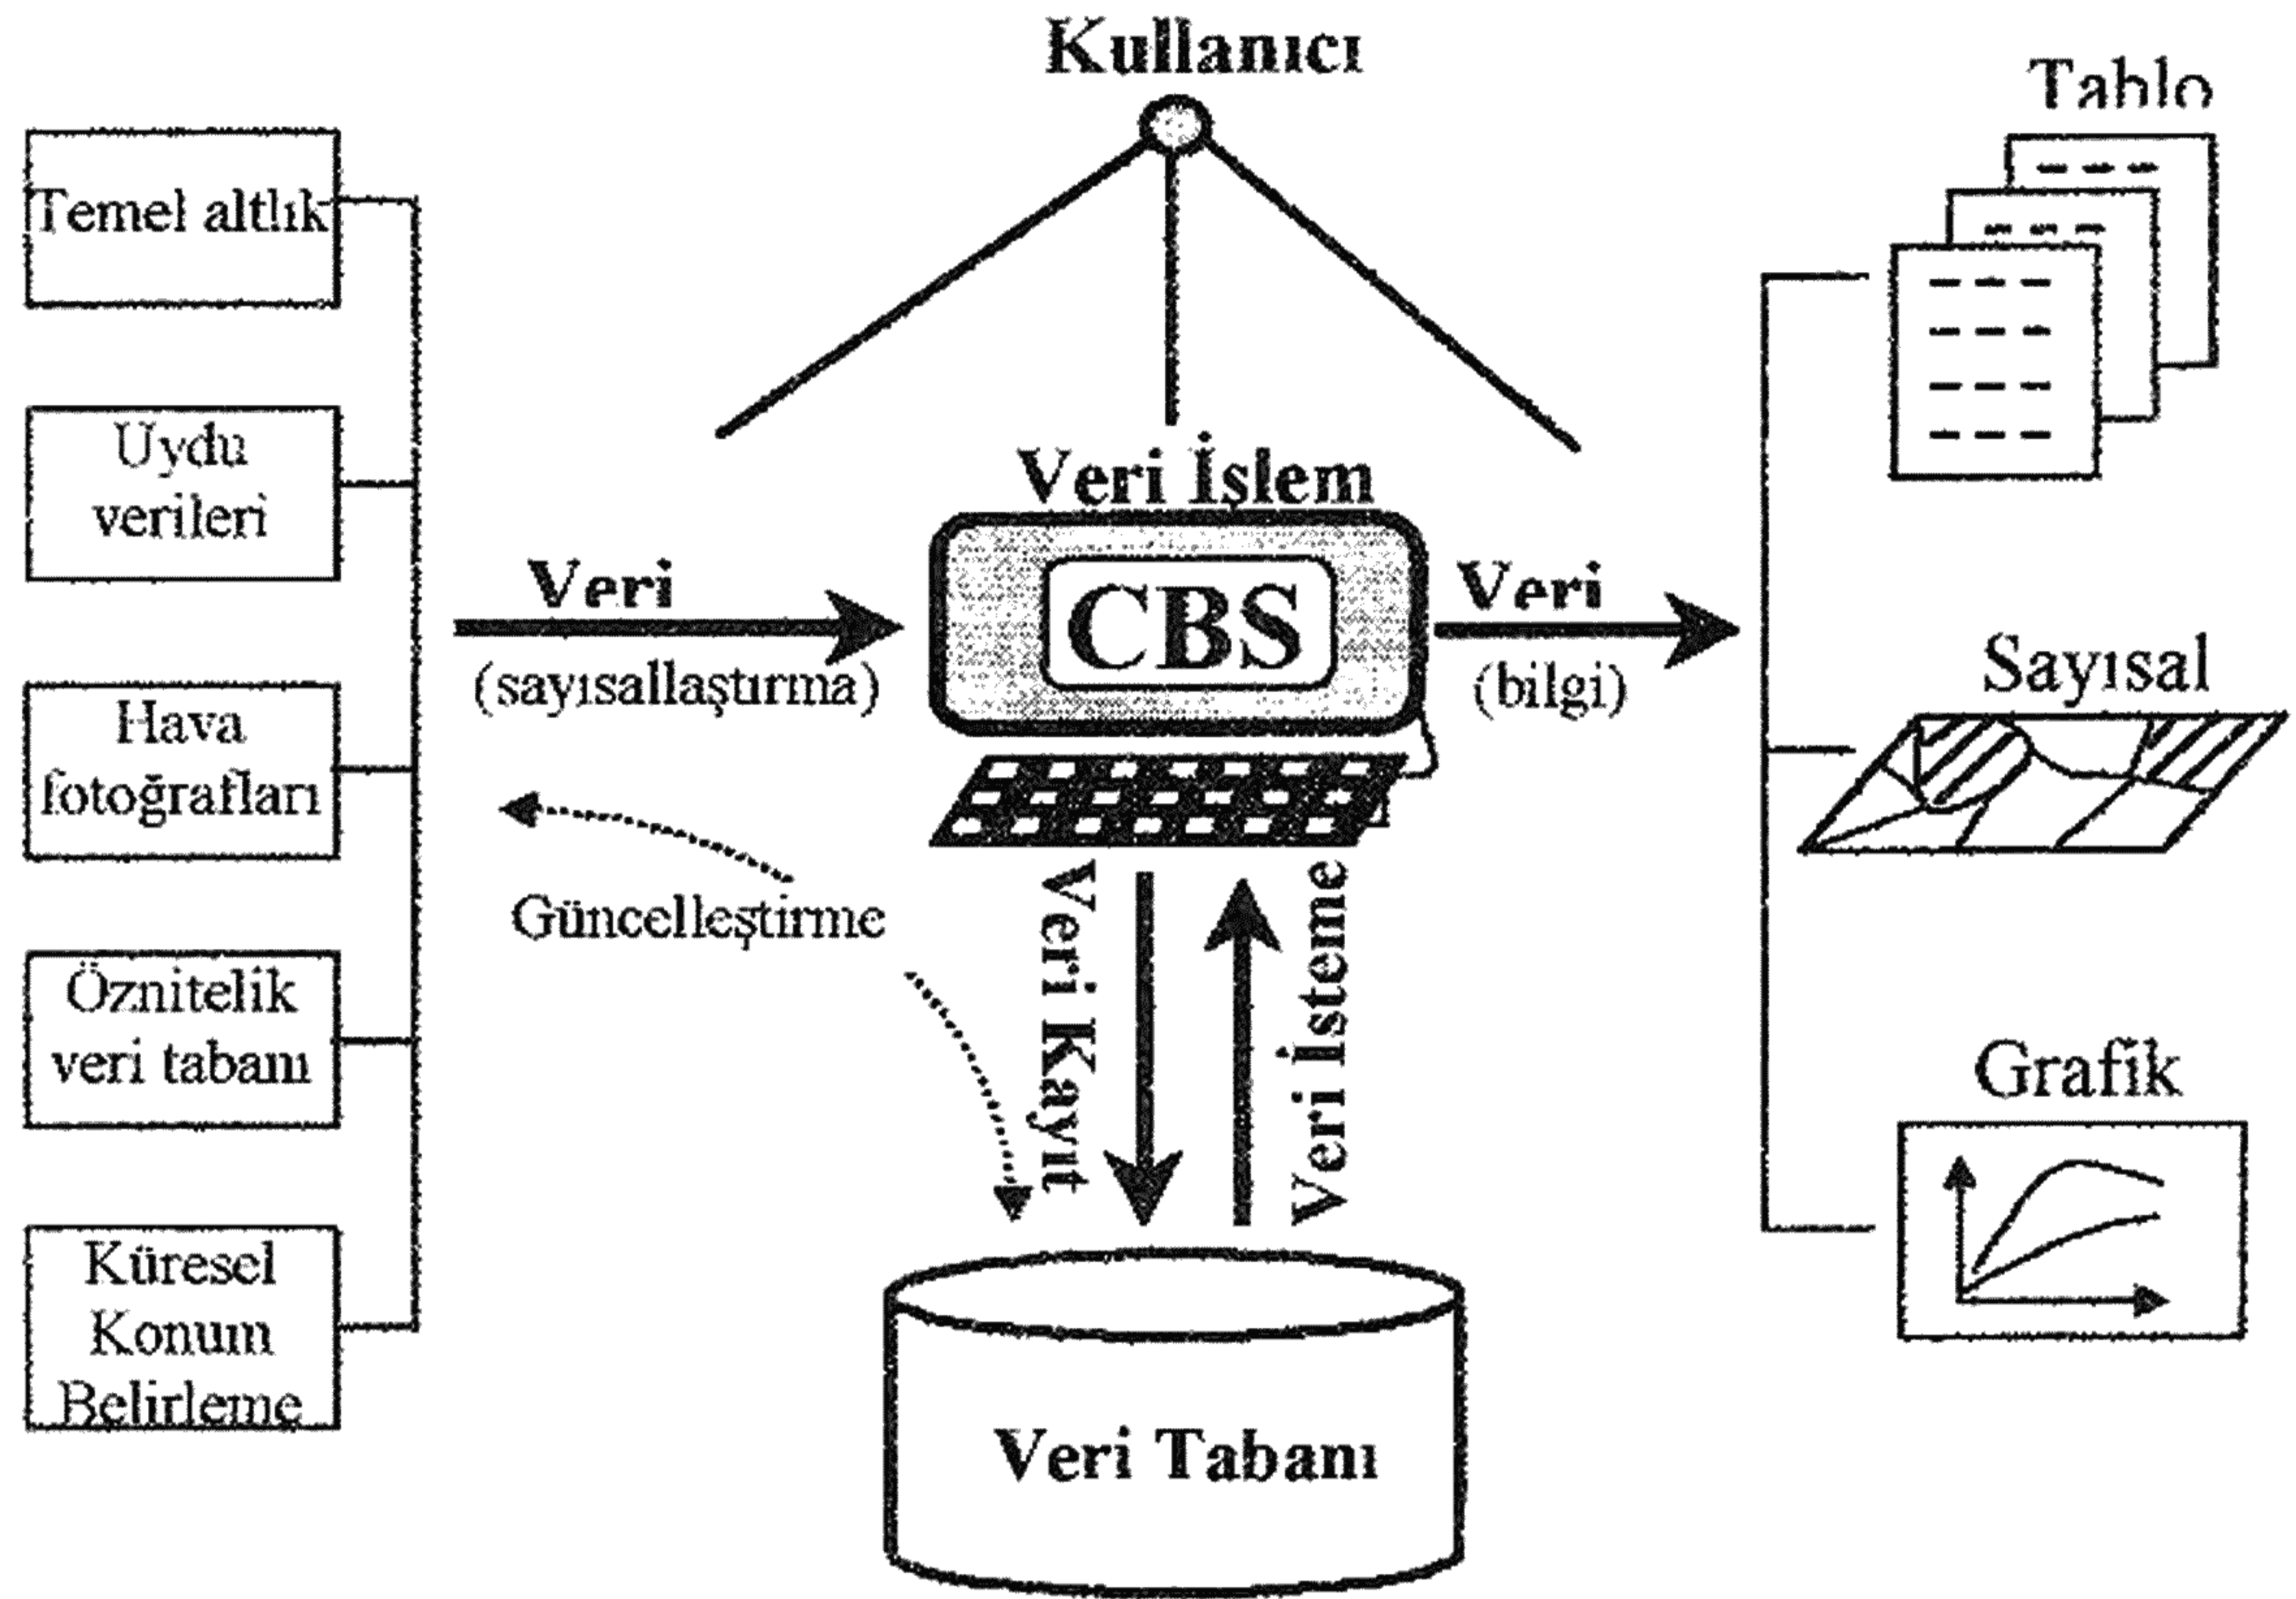 Kullanıcı
Tablo
Temel altlık
Uydu
verileri
Veri İşlem
Veri
CBS
Veri
(sayısallaştırma)
(bilgi)
Sayısal
Hava
fotoğrafları
Güncelleştirme
Veri Kayıt
Veri İsteme
Öznitelik
veri tabanı
Grafik
Küresel
Konum
Belirleme
Veri Tabanı